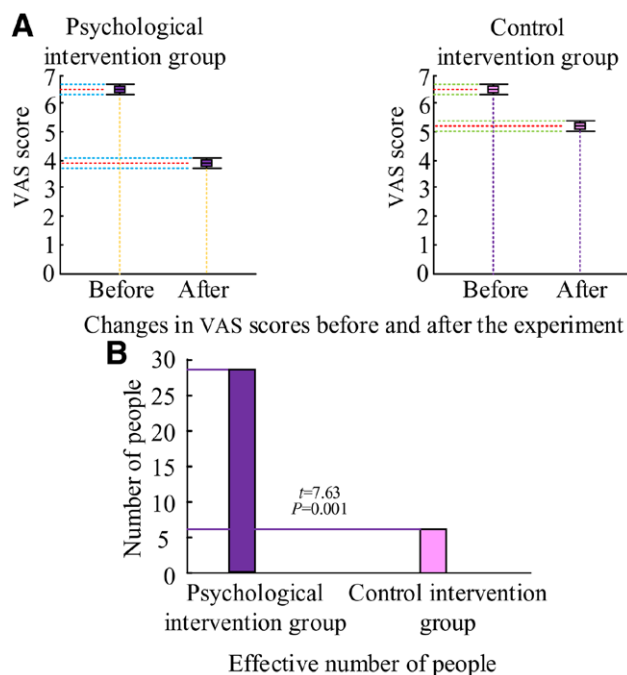 A
Psychological
intervention group
VAS score
7
6
5
4
3
2
1
0
Before After
Control
intervention group
VAS score
7
6
5
4
3
2
1
0
Before After
Changes in VAS scores before and after the experiment
B
Number of people
30
25
20
15
10
5
0
t=7.63
P=0.001
Psychological
intervention group
Control intervention
group
Effective number of people